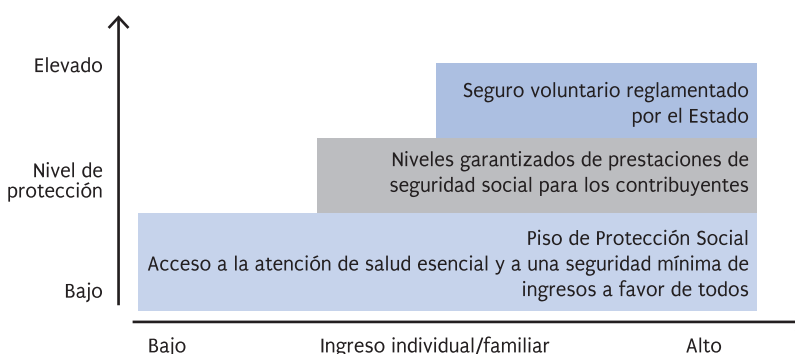 Elevado
Seguro voluntario reglamentado
por el Estado
Nivel de
protección
Niveles garantizados de prestaciones de
seguridad social para los contribuyentes
Piso de Protección Social
Acceso a la atención de salud esencial y a una seguridad mínima de
ingresos a favor de todos
Bajo
Bajo
Ingreso individual/familiar
Alto